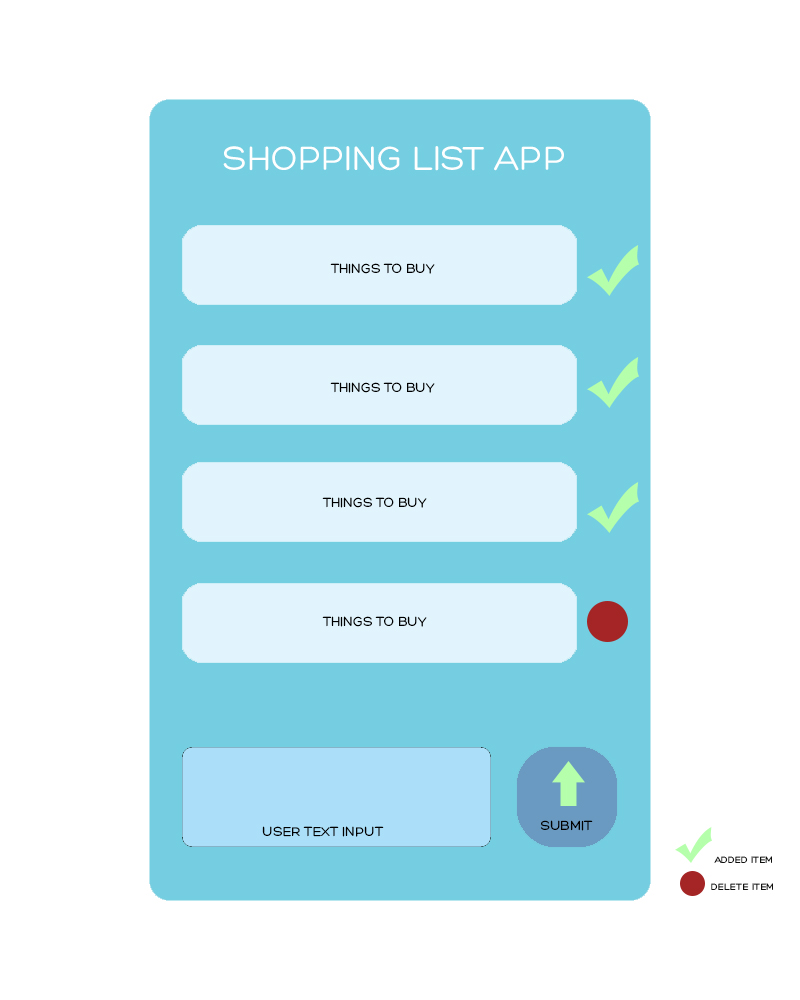 SHOPPING LIST APP
THINGS TO BUY
THINGS TO BUY
THINGS TO BUY
THINGS TO BUY
USER TEXT INPUT
SUBMIT
ADDED ITEM
DELETE ITEM